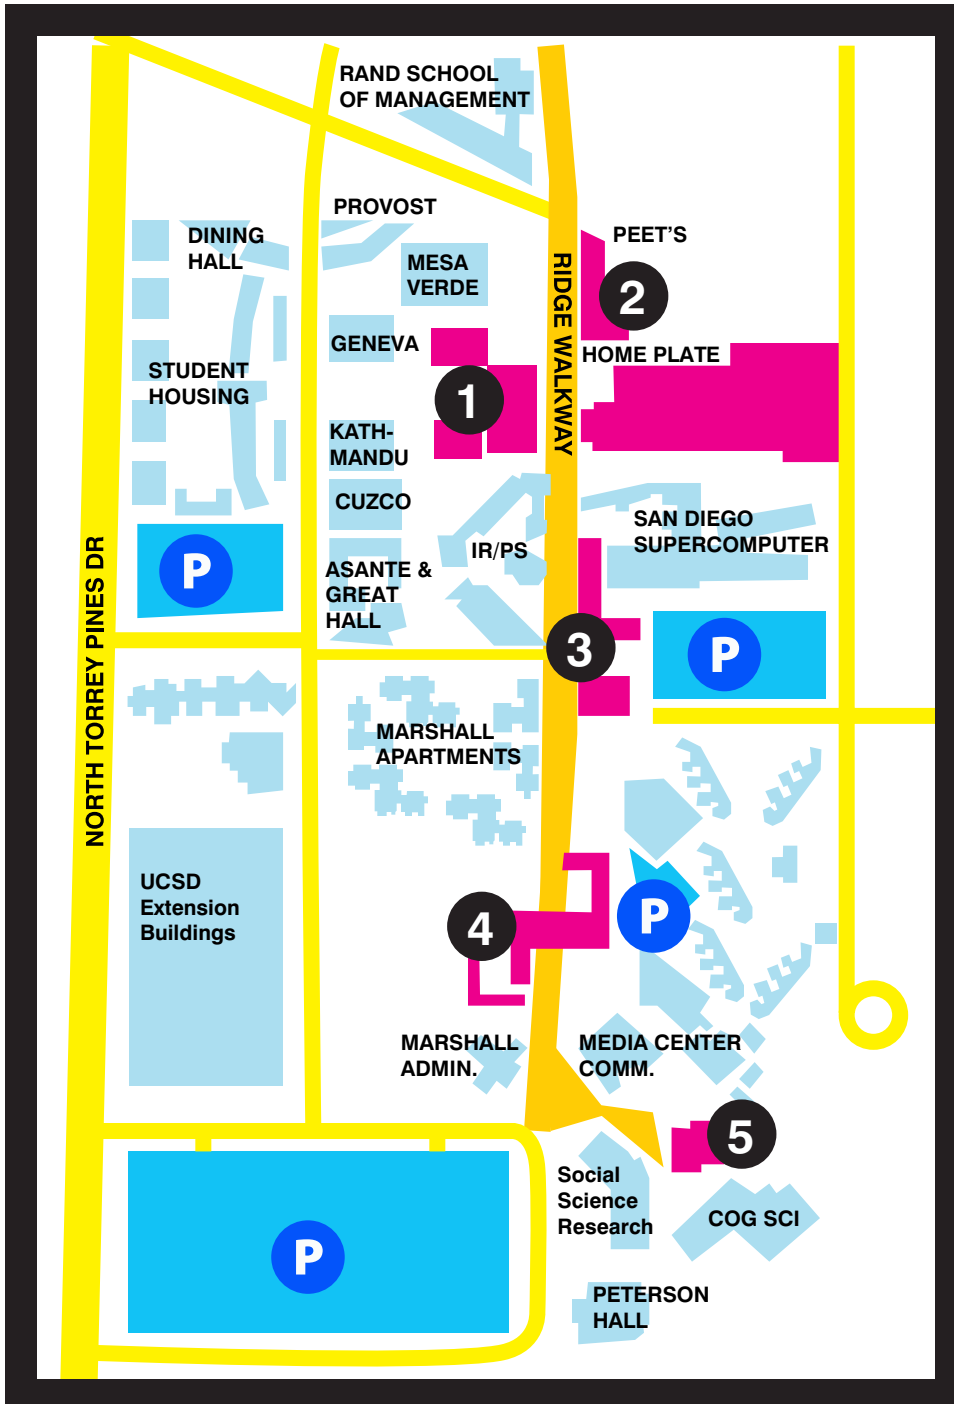 RAND SCHOOL
OF MANAGEMENT
PROVOST
DINING
HALL
PEET'S
MESA
VERDE
2
RIDGE WALKWAY
GENEVA
HOME PLATE
STUDENT
HOUSING
1
KATH-
MANDU
CUZCO
SAN DIEGO
SUPERCOMPUTER
IR/PS
P
ASANTE &
GREAT
HALL
NORTH TORREY PINES DR
3
P
MARSHALL
APARTMENTS
UCSD
Extension
Buildings
4
P
MARSHALL
ADMIN.
MEDIA CENTER
COMM.
5
Social
Science
Research
COG SCI
P
PETERSON
HALL